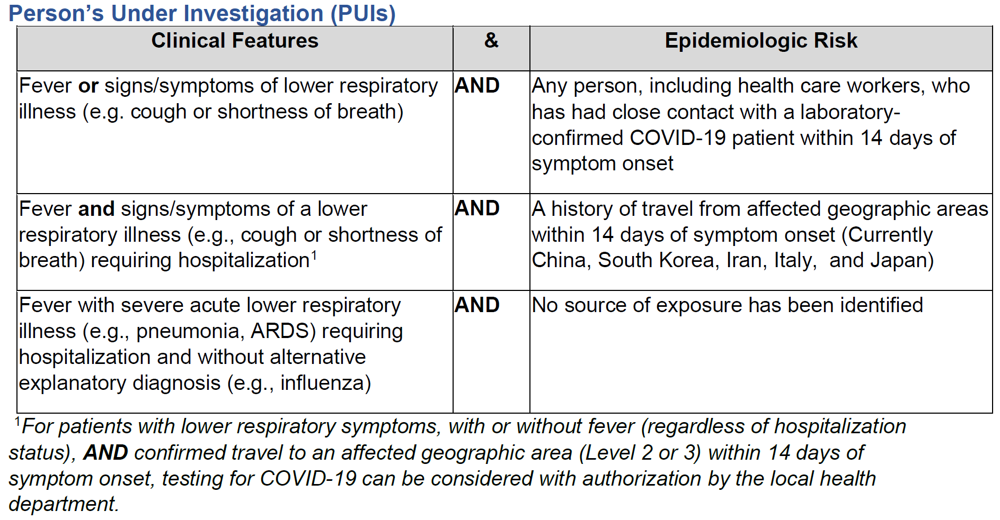 Person’s Under Investigation (PUIs)
Clinical Features
&
Epidemiologic Risk
Fever or signs/symptoms of lower respiratory
illness (e.g. cough or shortness of breath)
AND
Any person, including health care workers, who
has had close contact with a laboratory-
confirmed COVID-19 patient within 14 days of
symptom onset
Fever and signs/symptoms of a lower
respiratory illness (e.g., cough or shortness of
breath) requiring hospitalization1
AND
A history of travel from affected geographic areas
within 14 days of symptom onset (Currently
China, South Korea, Iran, Italy,  and Japan)
Fever with severe acute lower respiratory
illness (e.g., pneumonia, ARDS) requiring
hospitalization and without alternative
explanatory diagnosis (e.g., influenza)
AND
No source of exposure has been identified
1For patients with lower respiratory symptoms, with or without fever (regardless of hospitalization
status), AND confirmed travel to an affected geographic area (Level 2 or 3) within 14 days of
symptom onset, testing for COVID-19 can be considered with authorization by the local health
department.